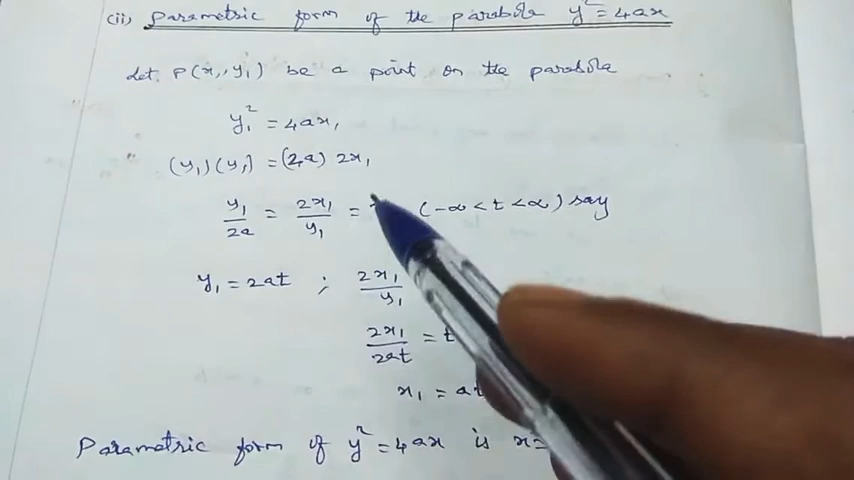 (ii) Parametric form of the parabola y² = 4ax
Let P(x₁, y₁) be a point on the parabola
y₁² = 4ax₁
(y₁)(y₁) = (2a) 2x₁
y₁/2a = 2x₁/y₁ = (-∞ < t < ∞) say
y₁ = 2at ; 2x₁/y₁
2x₁/2at = t
x₁ = at
Parametric form of y² = 4ax is x =